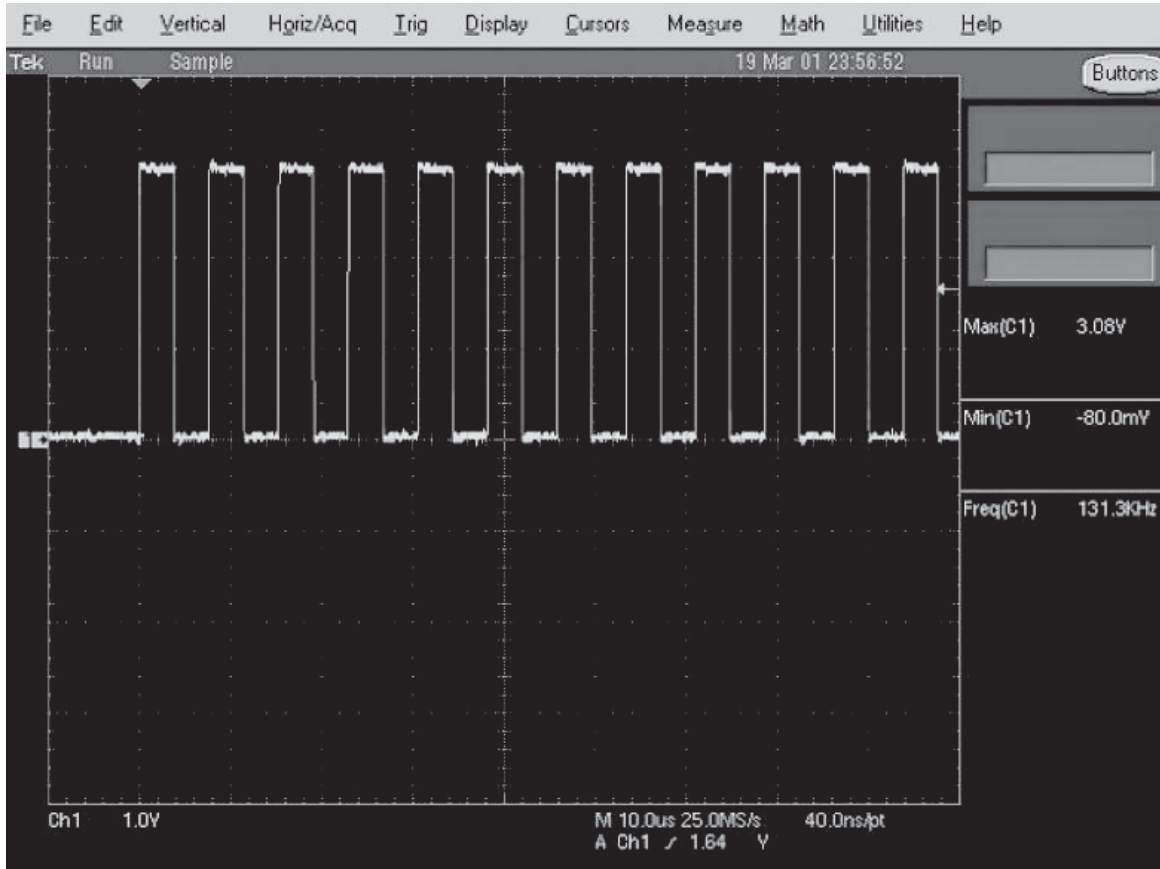 File Edit Vertical Horiz/Acq Trig Display Cursors Measure Math Utilities Help
Tek Run Sample 19 Mar 01 23:56:52
Buttons
Max(C1) 3.08V
Min(C1) -80.0mV
Freq(C1) 131.3KHz
Ch1 1.0V M 10.0us 25.0MS/s 40.0ns/pt
A Ch1 1.64 V